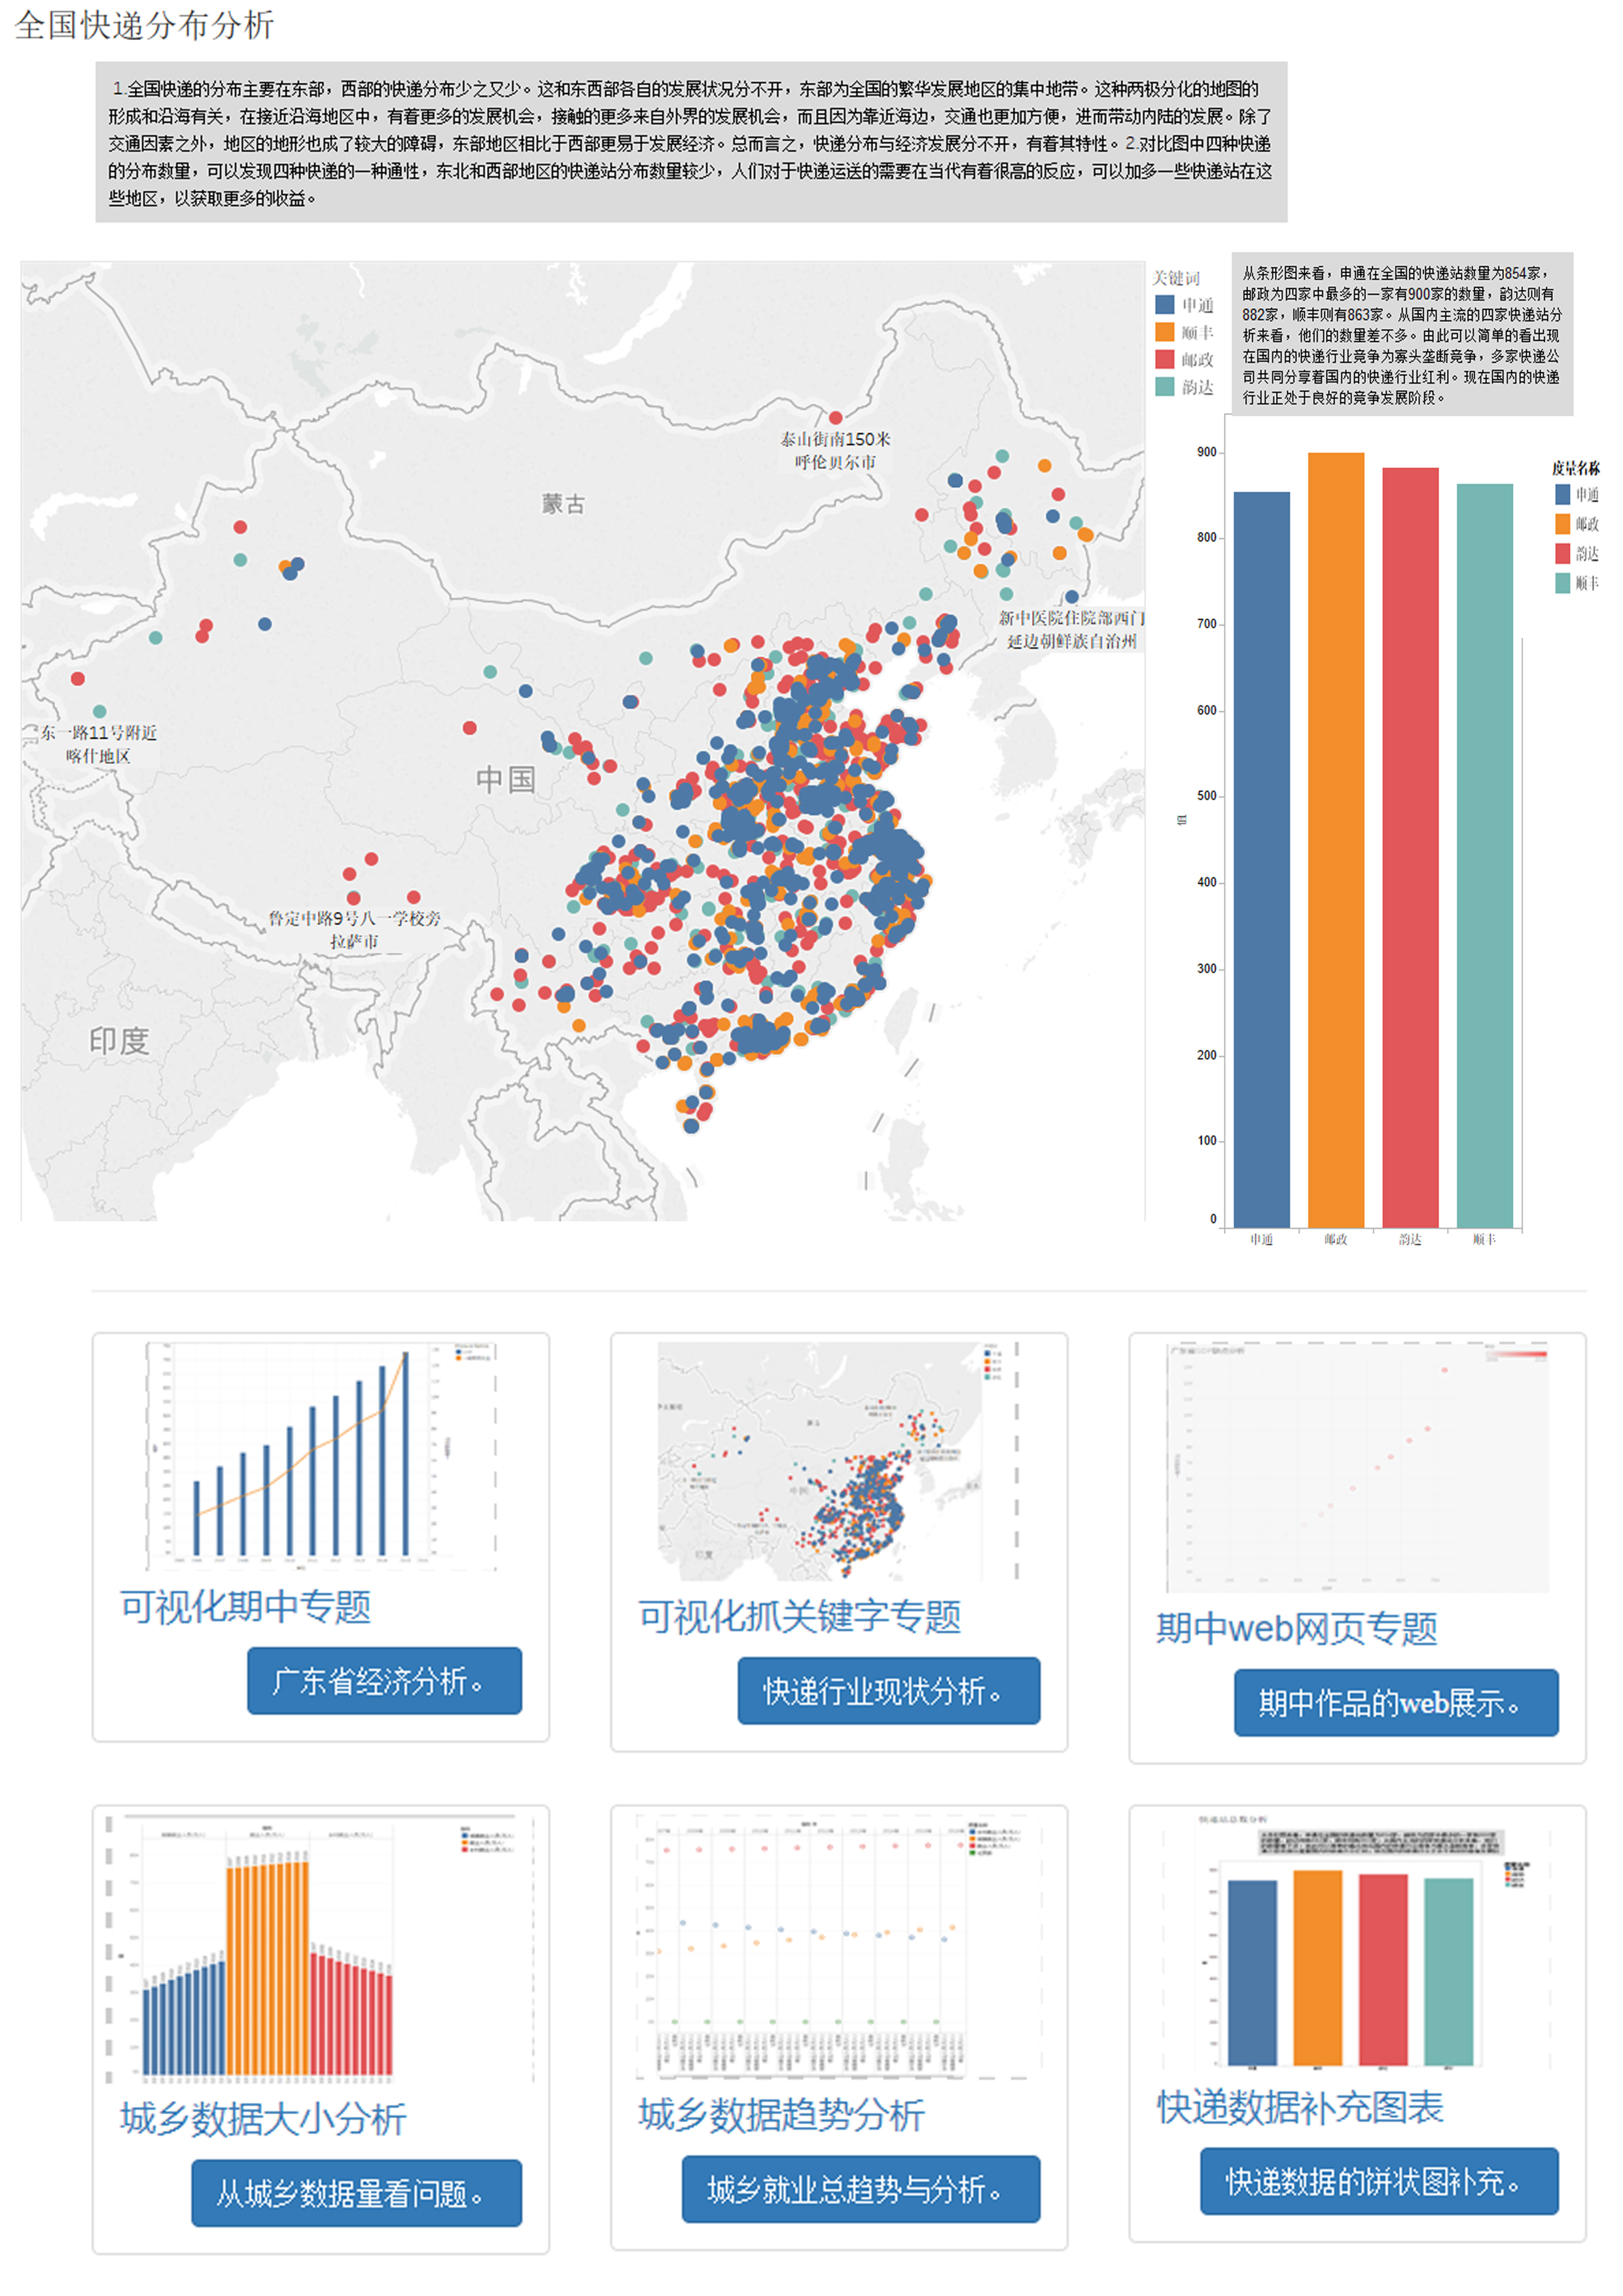 全国快递分布分析
1.全国快递的分布主要在东部，西部的快递分布少之又少。这和东西部各自的发展状况分不开，东部为全国的繁华发展地区的集中地带。这种两极分化的地图的
形成和沿海有关，在接近沿海地区中，有着更多的发展机会，接触的更多来自外界的发展机会，而且因为靠近海边，交通也更加方便，进而带动内陆的发展。除了
交通因素之外，地区的地形也成了较大的障碍，东部地区相比于西部更易于发展经济。总而言之，快递分布与经济发展分不开，有着其特性。2.对比图中四种快递
的分布数量，可以发现四种快递的一种通性，东北和西部地区的快递站分布数量较少，人们对于快递运送的需要在当代有着很高的反应，可以加多一些快递站在这
些地区，以获取更多的收益。
关键词
申通
顺丰
邮政
韵达
泰山街南150米
呼伦贝尔市
蒙古
新中医院住院部西门
延边朝鲜族自治州
东一路11号附近
喀什地区
中国
鲁定中路9号八一学校旁
拉萨市
印度
从条形图来看，申通在全国的快递站数量为854家，
邮政为四家中最多的一家有900家的数量，韵达则有
882家，顺丰则有863家。从国内主流的四家快递站分
析来看，他们的数量差不多。由此可以简单的看出现
在国内的快递行业竞争为寡头垄断竞争，多家快递公
司共同分享着国内的快递行业红利。现在国内的快递
行业正处于良好的竞争发展阶段。
900
800
700
600
500
值
400
300
200
100
0
申通
邮政
韵达
顺丰
度量名称
申通
邮政
韵达
顺丰
可视化期中专题
广东省经济分析。
可视化抓关键字专题
快递行业现状分析。
期中web网页专题
期中作品的web展示。
城乡数据大小分析
从城乡数据量看问题。
城乡数据趋势分析
城乡就业总趋势与分析。
快递数据补充图表
快递数据的饼状图补充。